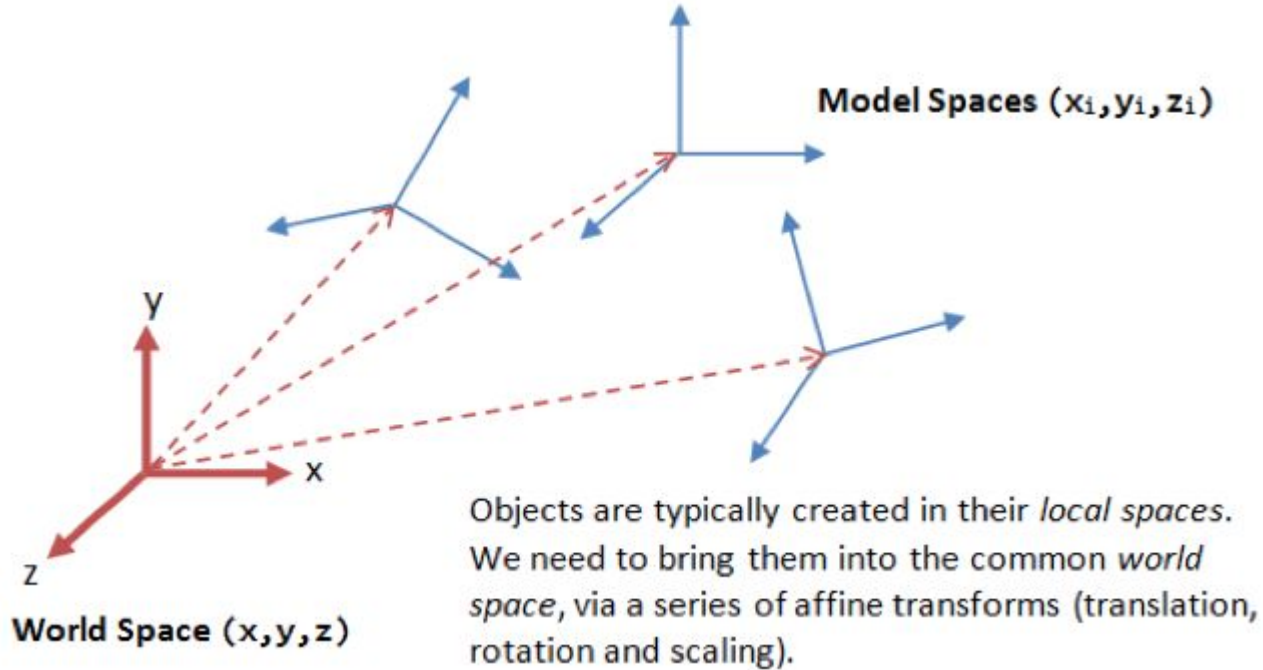 Model Spaces (xᵢ,yᵢ,zᵢ)
y
x
z
World Space (x,y,z)
Objects are typically created in their local spaces.
We need to bring them into the common world
space, via a series of affine transforms (translation,
rotation and scaling).